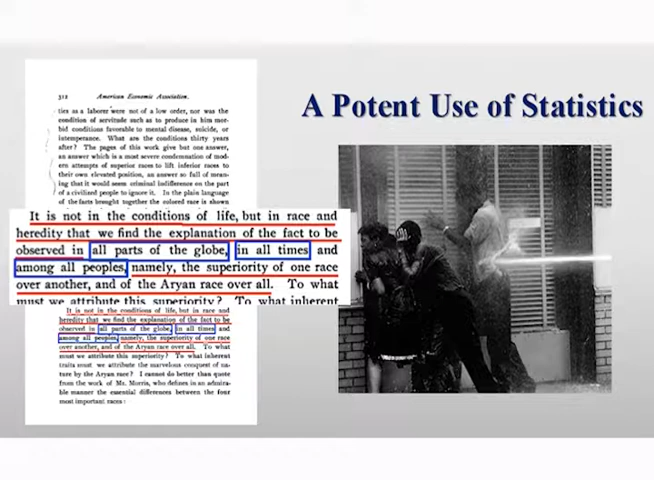 312 American Economic Association.
A Potent Use of Statistics
ties as a laborer were not of a low order, nor was the
condition of servitude such as to produce in him mor-
bid conditions favorable to mental disease, suicide, or
intemperance. What are the conditions thirty years
after? The pages of this work give but one answer,
an answer which is a most severe condemnation of mod-
ern attempts of superior races to lift inferior races to
their own elevated position, an answer so full of mean-
ing that it would seem criminal indifference on the part
of a civilized people to ignore it. In the plain language
of the facts brought together the colored race is shown
It is not in the conditions of life, but in race and
heredity that we find the explanation of the fact to be
observed in all parts of the globe, in all times and
among all peoples, namely, the superiority of one race
over another, and of the Aryan race over all. To what
must we attribute this superiority? To what inherent
It is not in the conditions of life, but in race and
heredity that we find the explanation of the fact to be
observed in all parts of the globe, in all times and
among all peoples, namely, the superiority of one race
over another, and of the Aryan race over all. To what
must we attribute this superiority? To what inherent
traits must we attribute the marvelous conquest of na-
ture by the Aryan race? I cannot do better than quote
from the work of Mr. Morris, who defines in an admira-
ble manner the essential differences between the four
most important races: